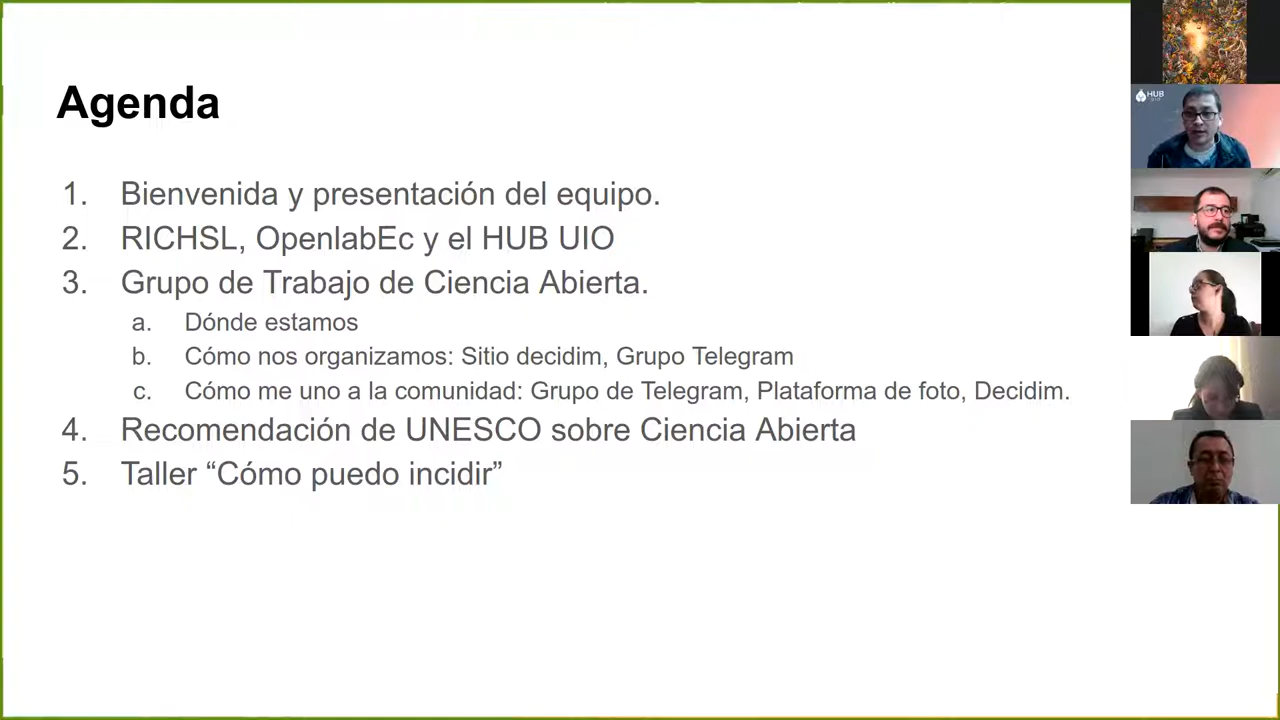 Agenda
1. Bienvenida y presentación del equipo.
2. RICHSL, OpenlabEc y el HUB UIO
3. Grupo de Trabajo de Ciencia Abierta.
a. Dónde estamos
b. Cómo nos organizamos: Sitio decidim, Grupo Telegram
c. Cómo me uno a la comunidad: Grupo de Telegram, Plataforma de foto, Decidim.
4. Recomendación de UNESCO sobre Ciencia Abierta
5. Taller “Cómo puedo incidir”
HUB